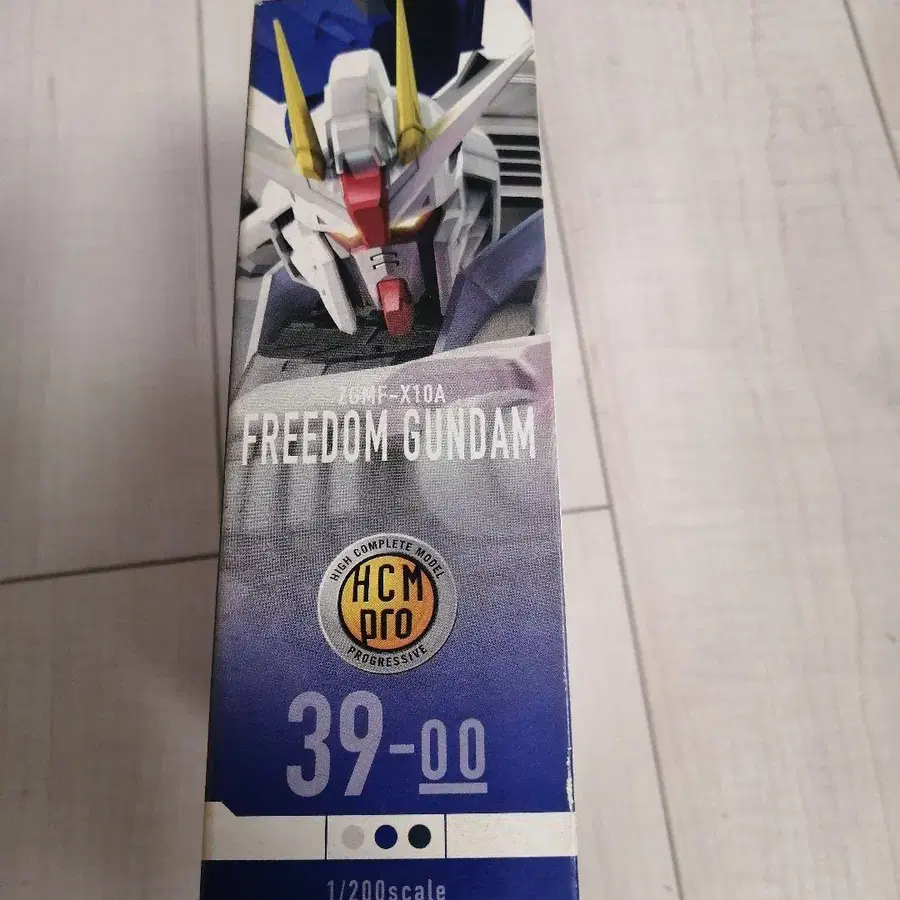 ZGMF-X10A
FREEDOM GUNDAM
HIGH COMPLETE MODEL
HCM
pro
PROGRESSIVE
39-00
1/200scale